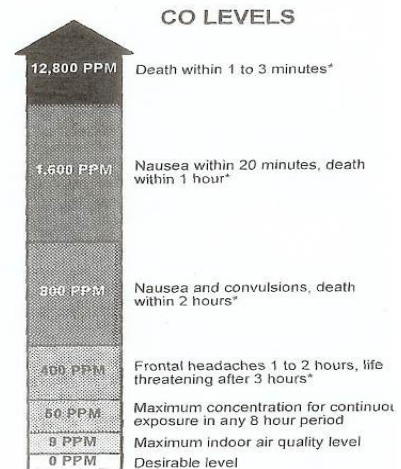 CO LEVELS
12,800 PPM
Death within 1 to 3 minutes*
1,600 PPM
Nausea within 20 minutes, death
within 1 hour*
800 PPM
Nausea and convulsions, death
within 2 hours*
400 PPM
Frontal headaches 1 to 2 hours, life
threatening after 3 hours*
50 PPM
Maximum concentration for continuou
exposure in any 8 hour period
9 PPM
Maximum indoor air quality level
0 PPM
Desirable level